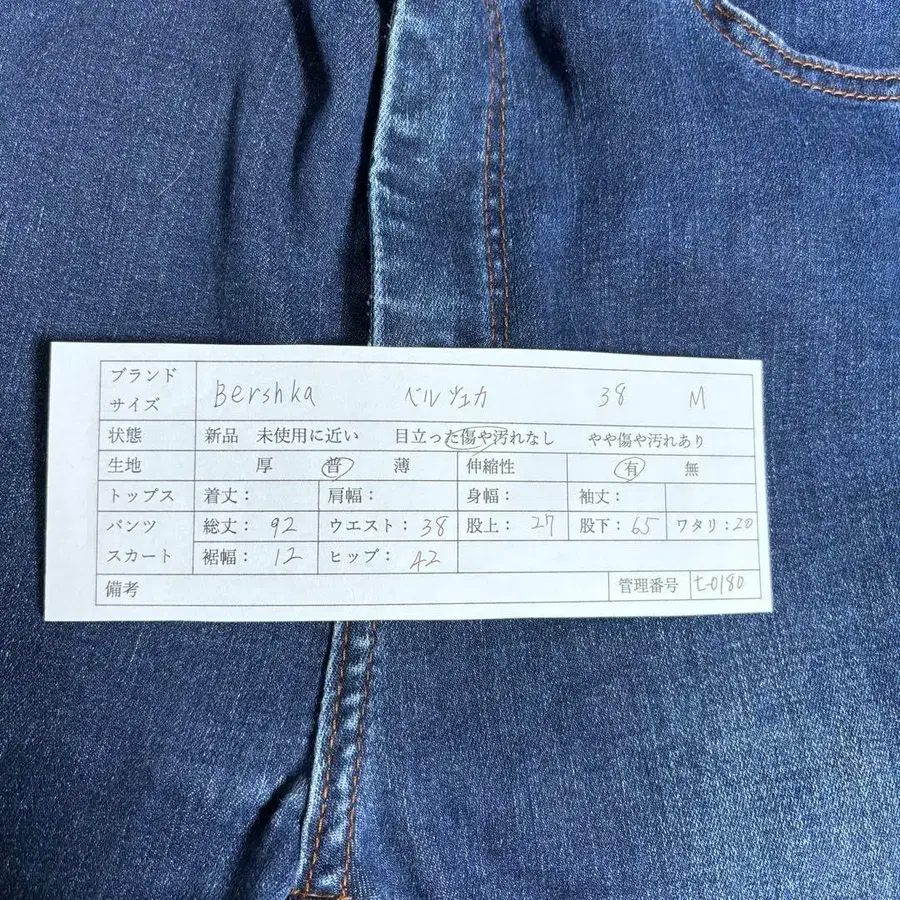 ブランド
サイズ
Bershka ベルシュカ 38 M
状態 新品 未使用に近い 目立った傷や汚れなし やや傷や汚れあり
生地 厚 普 薄 伸縮性 有 無
トップス 着丈： 肩幅： 身幅： 袖丈：
パンツ 総丈：92 ウエスト：38 股上：27 股下：65 ワタリ：20
スカート 裾幅：12 ヒップ：42
備考 管理番号 t-0180